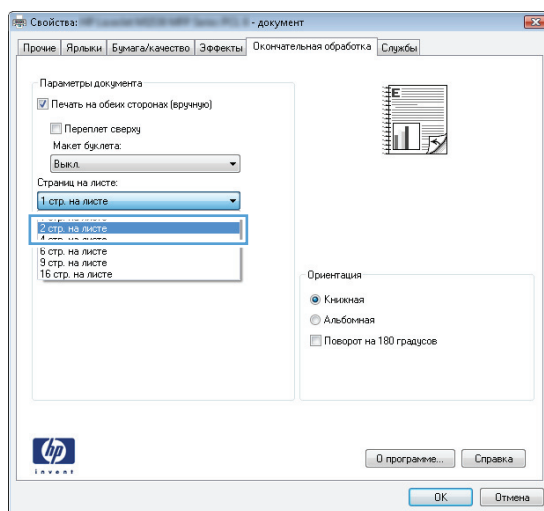 Свойства: - документ
Прочие Ярлыки Бумага/качество Эффекты Окончательная обработка Службы
Параметры документа
Печать на обеих сторонах (вручную)
Переплет сверху
Макет буклета:
Выкл.
Страниц на листе:
1 стр. на листе
2 стр. на листе
6 стр. на листе
9 стр. на листе
16 стр. на листе
E
Ориентация
Книжная
Альбомная
Поворот на 180 градусов
hp
invent
О программе... Справка
OK Отмена